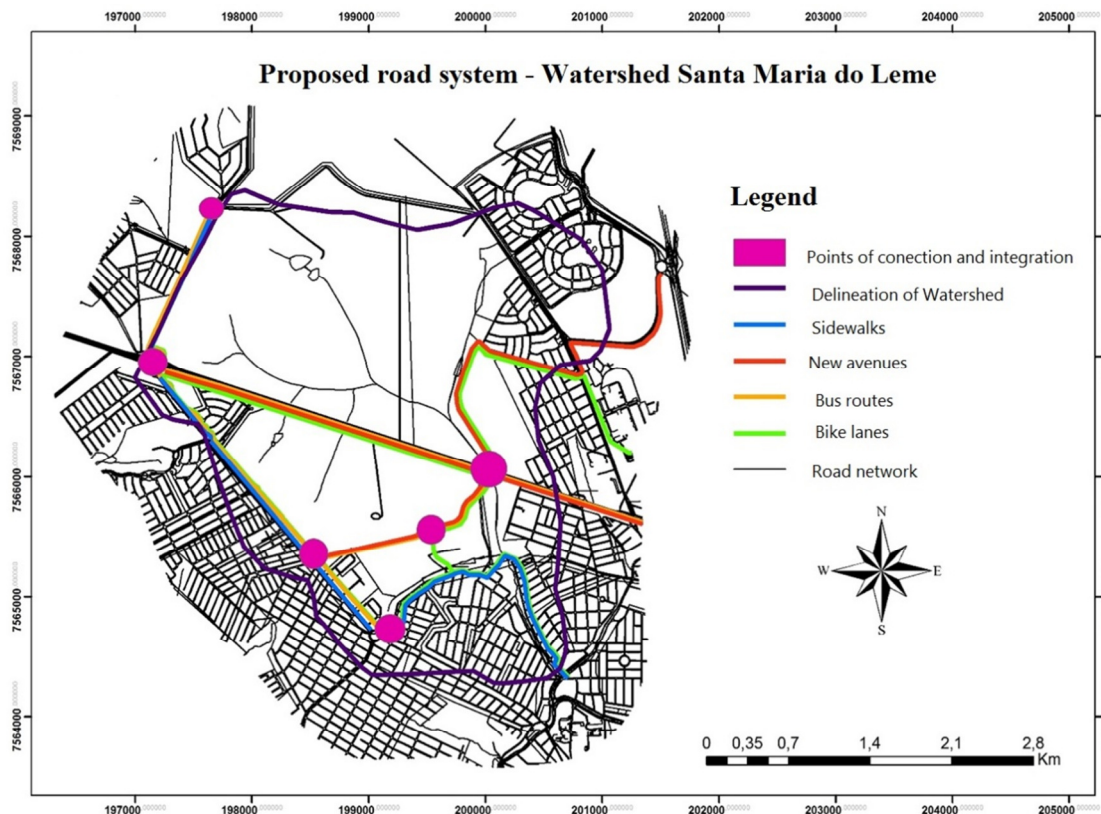 197000 198000 199000 200000 201000 202000 203000 204000 205000
Proposed road system - Watershed Santa Maria do Leme
7569000
7568000
7567000
7566000
7565000
7564000
Legend
Points of conection and integration
Delineation of Watershed
Sidewalks
New avenues
Bus routes
Bike lanes
Road network
N
W E
S
0 0,35 0,7 1,4 2,1 2,8
Km
197000 198000 199000 200000 201000 202000 203000 204000 205000